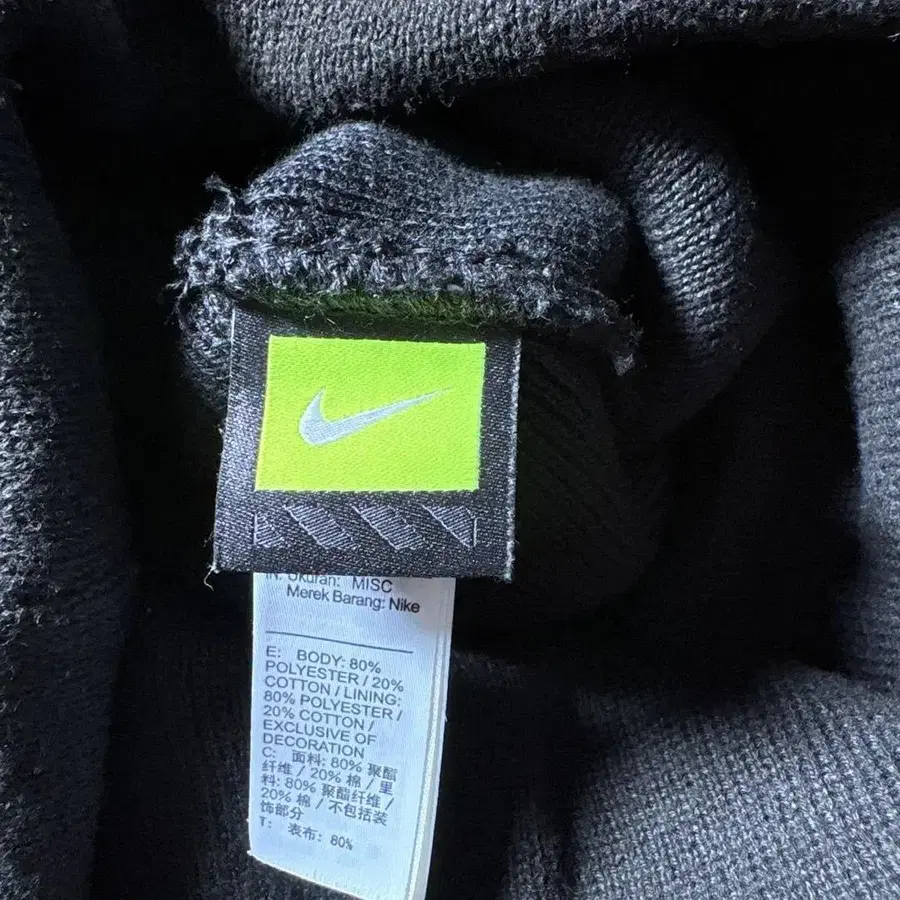 IN: Ukuran: MISC
Merek Barang: Nike
E: BODY: 80%
POLYESTER / 20%
COTTON / LINING:
80% POLYESTER /
20% COTTON /
EXCLUSIVE OF
DECORATION
C: 面料: 80% 聚酯
纤维 / 20% 棉 / 里
料: 80% 聚酯纤维 /
20% 棉 / 不包括装
饰部分
T: 表布: 80%